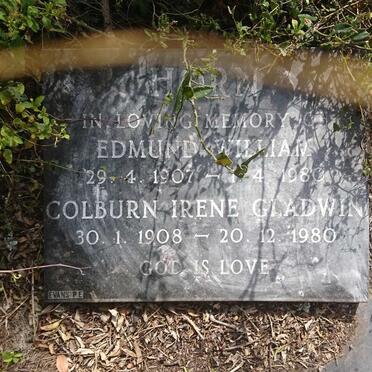 IN LOVING MEMORY
EDMUND WILLIAM
29. 4. 1907 – 4. 1980
COLBURN IRENE GLADWIN
30. 1. 1908 – 20. 12. 1980
GOD IS LOVE
EVANS P.E